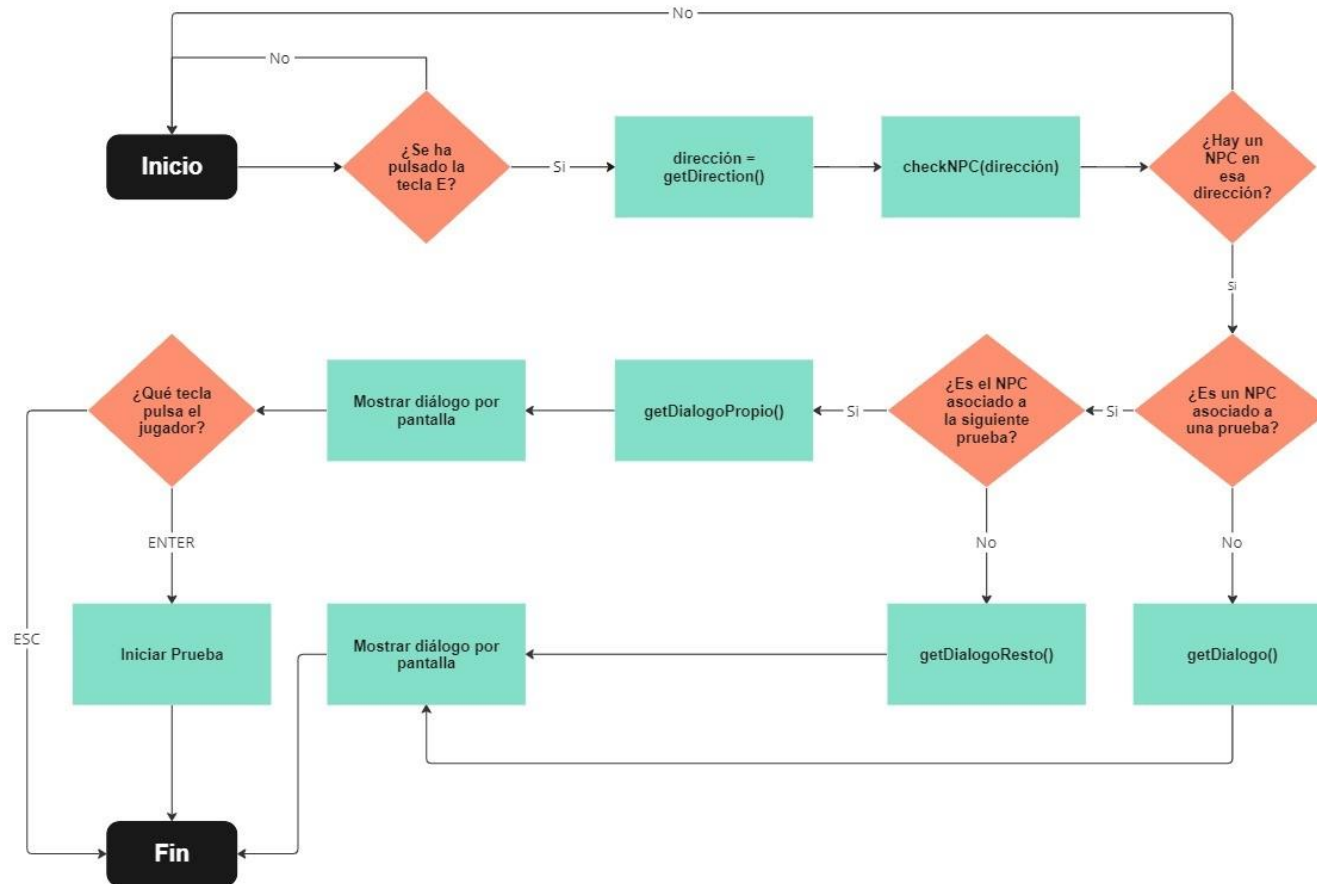 No
No
Inicio
¿Se ha
pulsado la
tecla E?
Si
dirección =
getDirection()
checkNPC(dirección)
¿Hay un
NPC en
esa
dirección?
Si
¿Qué tecla
pulsa el
jugador?
Mostrar diálogo por
pantalla
getDialogoPropio()
Si
¿Es el NPC
asociado a
la siguiente
prueba?
Si
¿Es un NPC
asociado a
una prueba?
ENTER
No
No
ESC
Iniciar Prueba
Mostrar diálogo por
pantalla
getDialogoResto()
getDialogo()
Fin